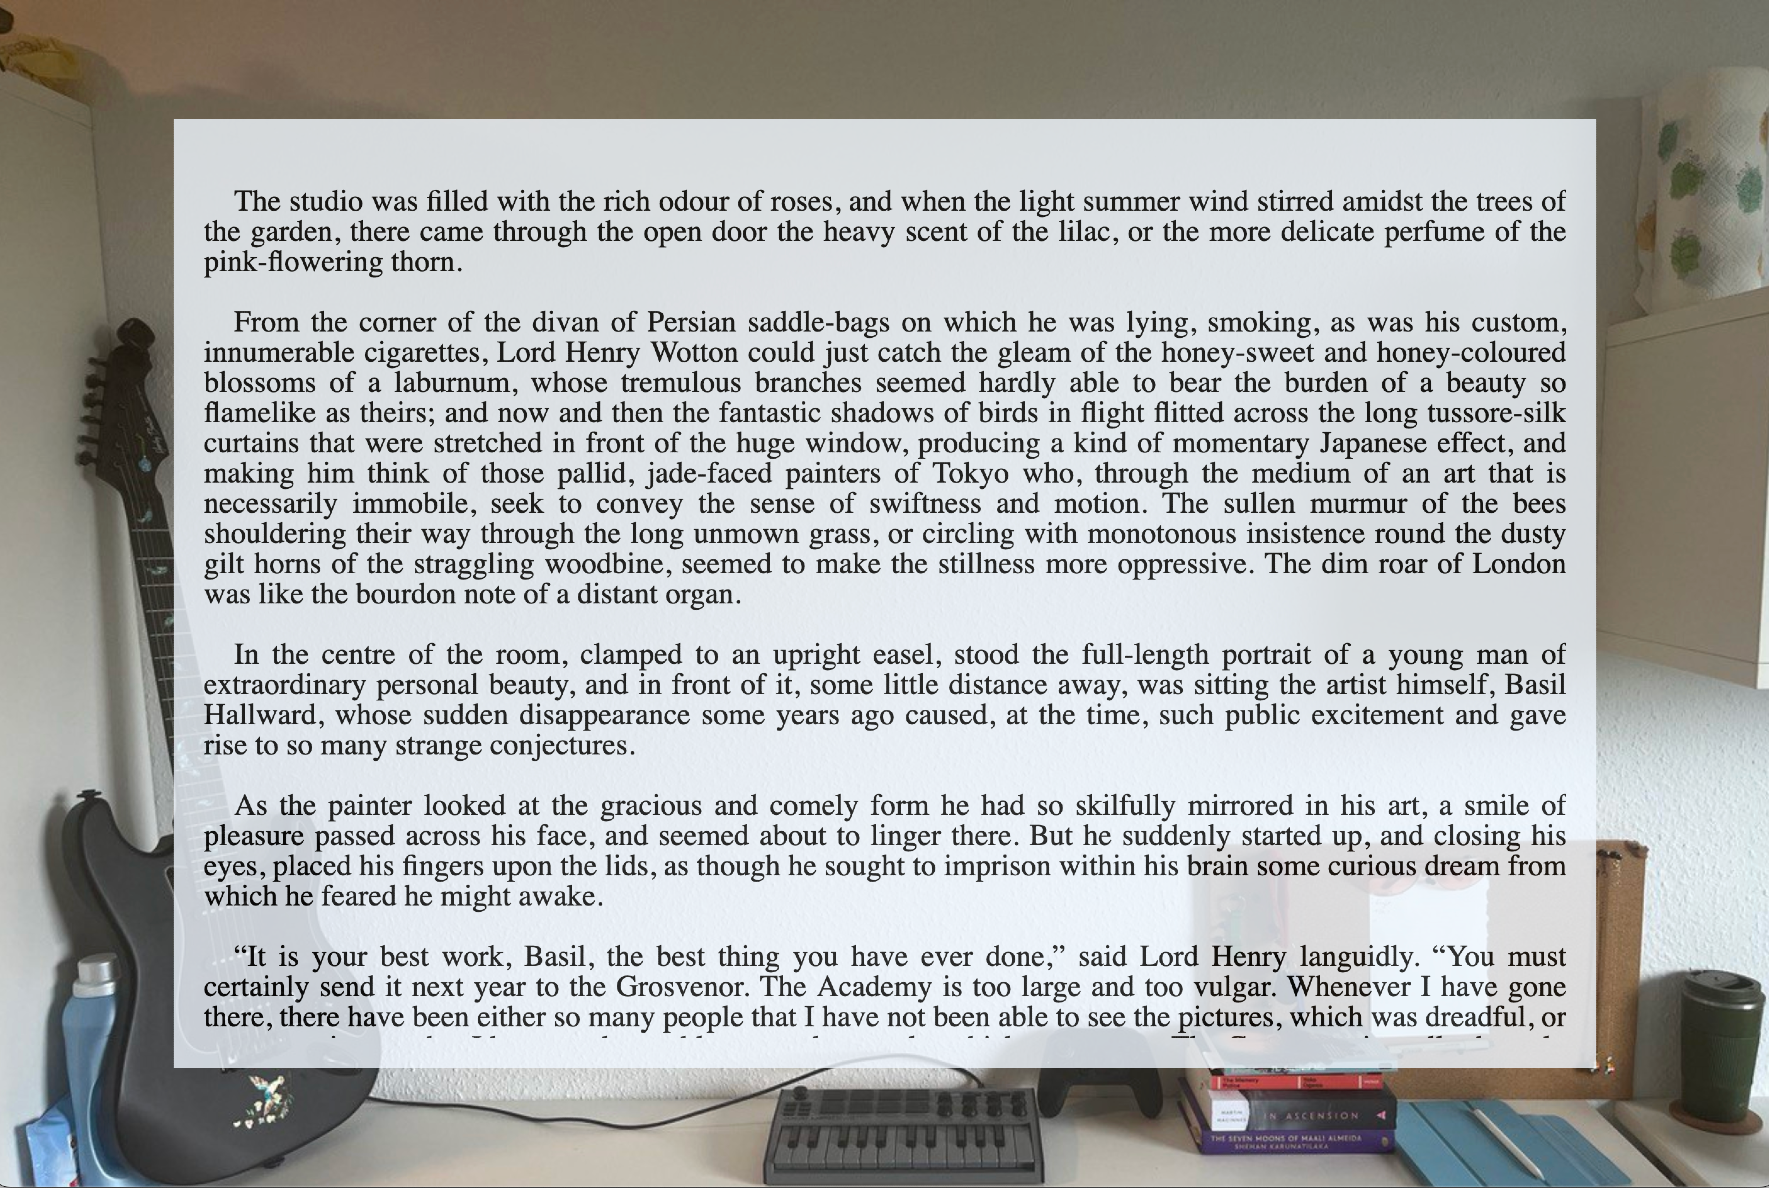 The studio was filled with the rich odour of roses, and when the light summer wind stirred amidst the trees of
the garden, there came through the open door the heavy scent of the lilac, or the more delicate perfume of the
pink-flowering thorn.
From the corner of the divan of Persian saddle-bags on which he was lying, smoking, as was his custom,
innumerable cigarettes, Lord Henry Wotton could just catch the gleam of the honey-sweet and honey-coloured
blossoms of a laburnum, whose tremulous branches seemed hardly able to bear the burden of a beauty so
flamelike as theirs; and now and then the fantastic shadows of birds in flight flitted across the long tussore-silk
curtains that were stretched in front of the huge window, producing a kind of momentary Japanese effect, and
making him think of those pallid, jade-faced painters of Tokyo who, through the medium of an art that is
necessarily immobile, seek to convey the sense of swiftness and motion. The sullen murmur of the bees
shouldering their way through the long unmown grass, or circling with monotonous insistence round the dusty
gilt horns of the straggling woodbine, seemed to make the stillness more oppressive. The dim roar of London
was like the bourdon note of a distant organ.
In the centre of the room, clamped to an upright easel, stood the full-length portrait of a young man of
extraordinary personal beauty, and in front of it, some little distance away, was sitting the artist himself, Basil
Hallward, whose sudden disappearance some years ago caused, at the time, such public excitement and gave
rise to so many strange conjectures.
As the painter looked at the gracious and comely form he had so skilfully mirrored in his art, a smile of
pleasure passed across his face, and seemed about to linger there. But he suddenly started up, and closing his
eyes, placed his fingers upon the lids, as though he sought to imprison within his brain some curious dream from
which he feared he might awake.
“It is your best work, Basil, the best thing you have ever done,” said Lord Henry languidly. “You must
certainly send it next year to the Grosvenor. The Academy is too large and too vulgar. Whenever I have gone
there, there have been either so many people that I have not been able to see the pictures, which was dreadful, or
The Memory
Police
Yoko
Ogawa
MARTIN
MACINNES
IN ASCENSION
THE SEVEN MOONS OF MAALI ALMEIDA
SHEHAN KARUNATILAKA